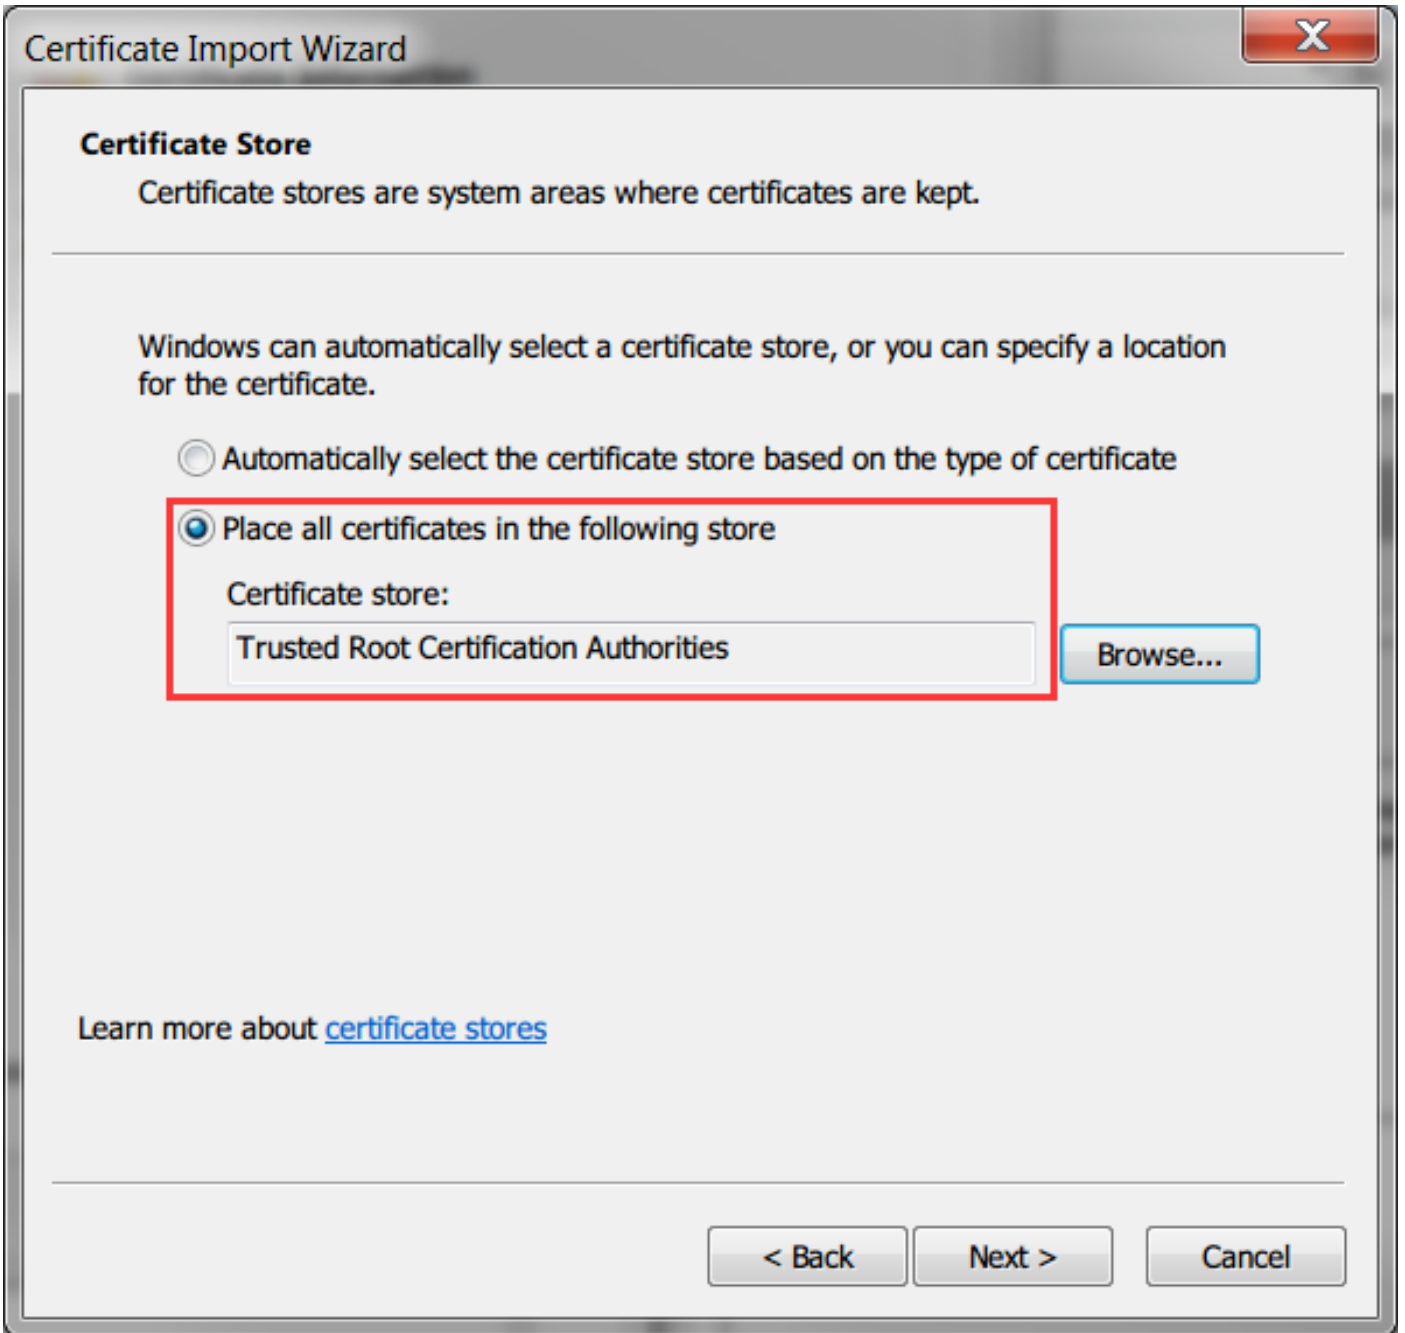 Certificate Import Wizard
Certificate Store
Certificate stores are system areas where certificates are kept.
Windows can automatically select a certificate store, or you can specify a location
for the certificate.
Automatically select the certificate store based on the type of certificate
Place all certificates in the following store
Certificate store:
Trusted Root Certification Authorities
Browse...
Learn more about certificate stores
< Back
Next >
Cancel